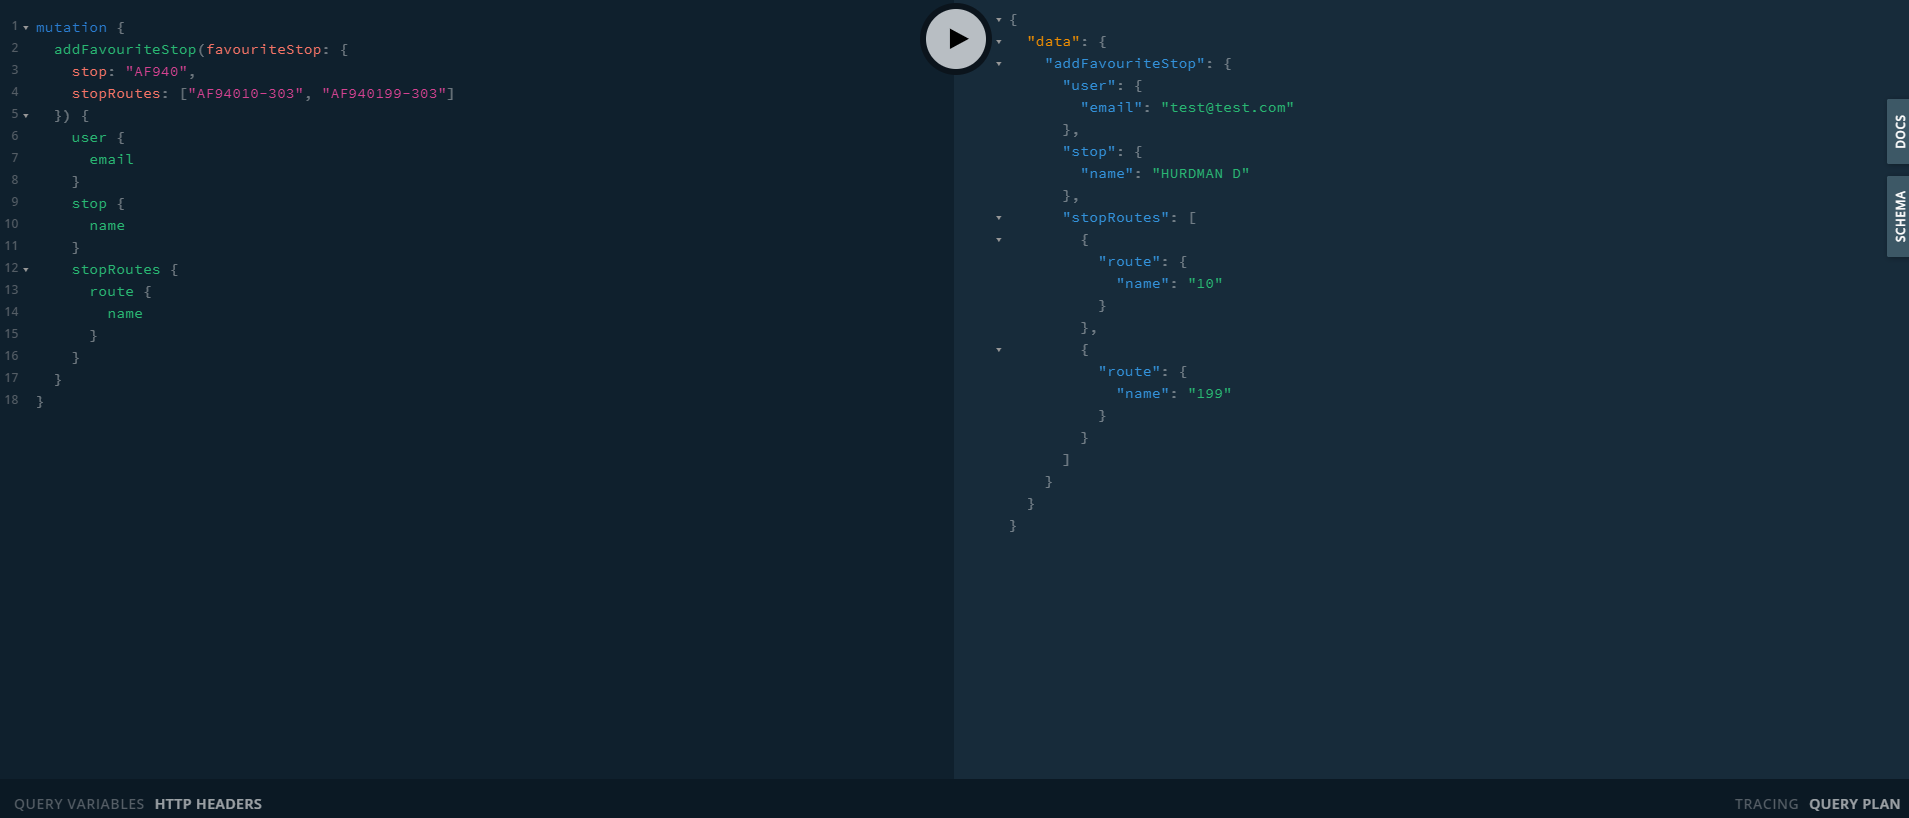 1 mutation {
2 addFavouriteStop(favouriteStop: {
3 stop: "AF940",
4 stopRoutes: ["AF94010-303", "AF940199-303"]
5 }) {
6 user {
7 email
8 }
9 stop {
10 name
11 }
12 stopRoutes {
13 route {
14 name
15 }
16 }
17 }
18 }
{
"data": {
"addFavouriteStop": {
"user": {
"email": "test@test.com"
},
"stop": {
"name": "HURDMAN D"
},
"stopRoutes": [
{
"route": {
"name": "10"
}
},
{
"route": {
"name": "199"
}
}
]
}
}
}
DOCS
SCHEMA
QUERY VARIABLES HTTP HEADERS
TRACING QUERY PLAN